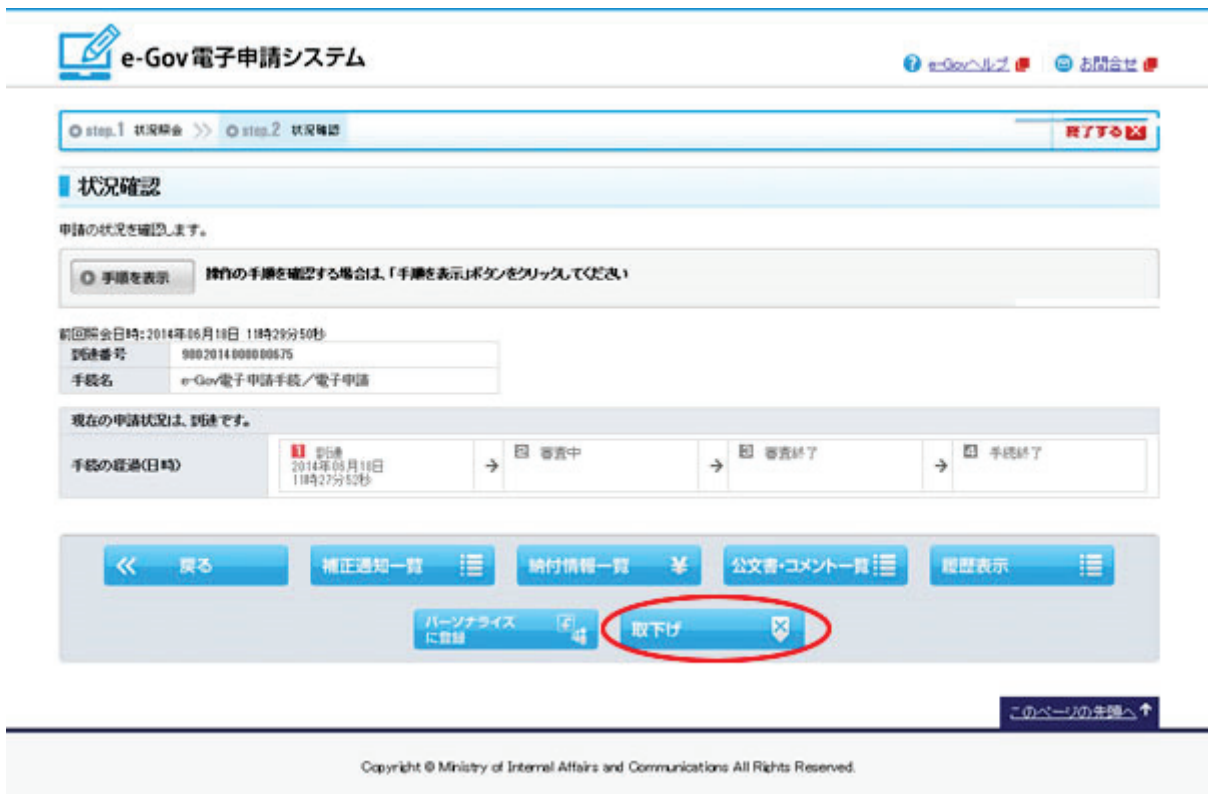 e-Gov電子申請システム
e-Govヘルプ
お問合せ
step.1 状況照会
step.2 状況確認
終了する
状況確認
申請の状況を確認します。
手順を表示
操作の手順を確認する場合は、「手順を表示」ボタンをクリックしてください
前回照会日時:2014年06月18日 11時29分50秒
到達番号 9002014000000675
手続名 e-Gov電子申請手続/電子申請
現在の申請状況は、到達です。
手続の経過(日時)
1 到達
2014年06月18日
11時27分52秒
→
2 審査中
→
3 審査終了
→
4 手続終了
戻る
補正通知一覧
納付情報一覧 ¥
公文書・コメント一覧
履歴表示
パーソナライズ
に登録
取下げ
このページの先頭へ↑
Copyright © Ministry of Internal Affairs and Communications All Rights Reserved.